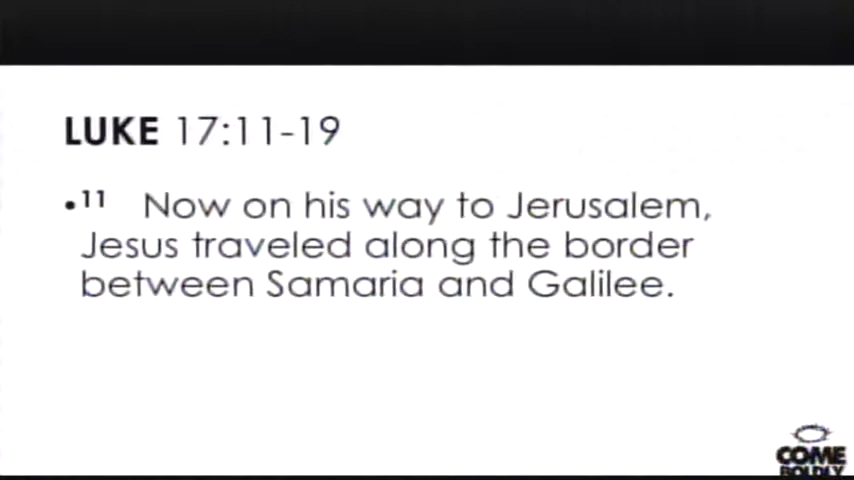 LUKE 17:11-19
•11 Now on his way to Jerusalem,
Jesus traveled along the border
between Samaria and Galilee.
COME
BOLDLY